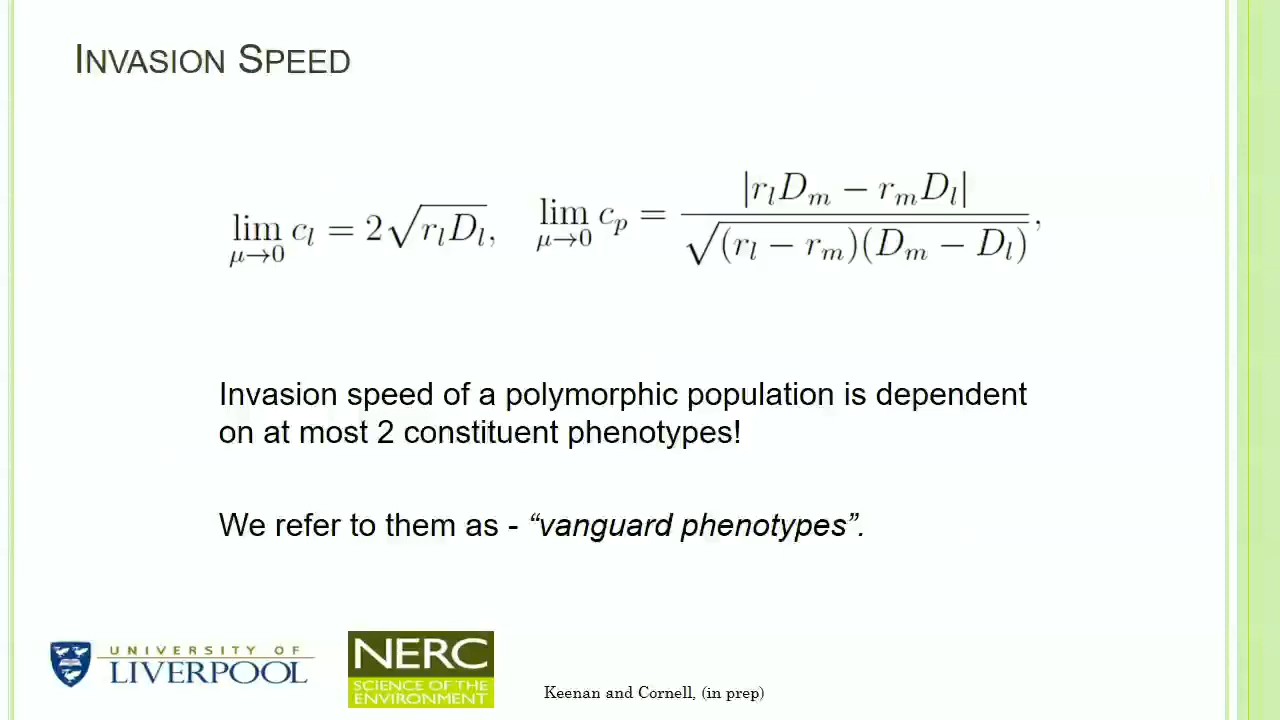 INVASION SPEED
lim μ→0 c_l = 2√(r_l D_l), lim μ→0 c_p = |r_l D_m − r_m D_l| / √((r_l − r_m)(D_m − D_l)),
Invasion speed of a polymorphic population is dependent
on at most 2 constituent phenotypes!
We refer to them as - “vanguard phenotypes”.
UNIVERSITY OF
LIVERPOOL
NERC
SCIENCE OF THE
ENVIRONMENT
Keenan and Cornell, (in prep)